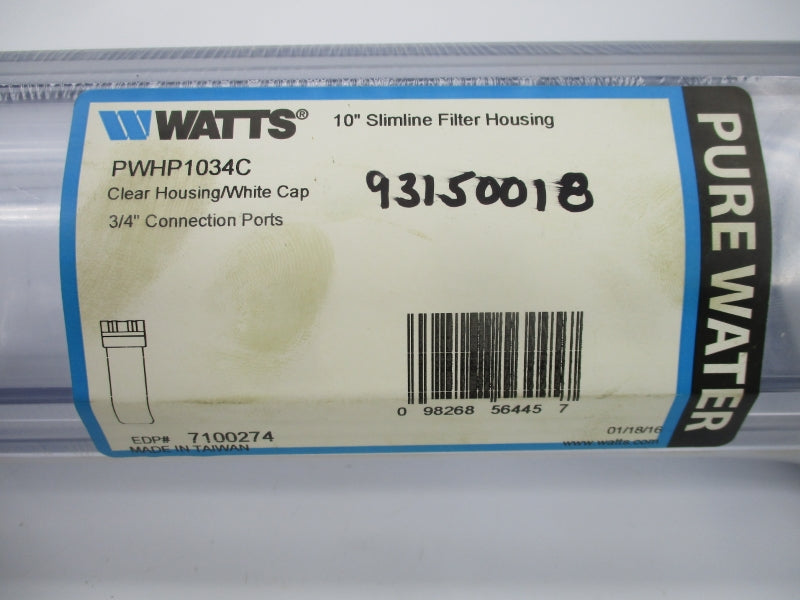 WATTS® 10" Slimline Filter Housing
PWHP1034C
Clear Housing/White Cap
3/4" Connection Ports
93150018
0 98268 56445 7
EDP# 7100274
MADE IN TAIWAN
01/18/16
www.watts.com
PURE WATER